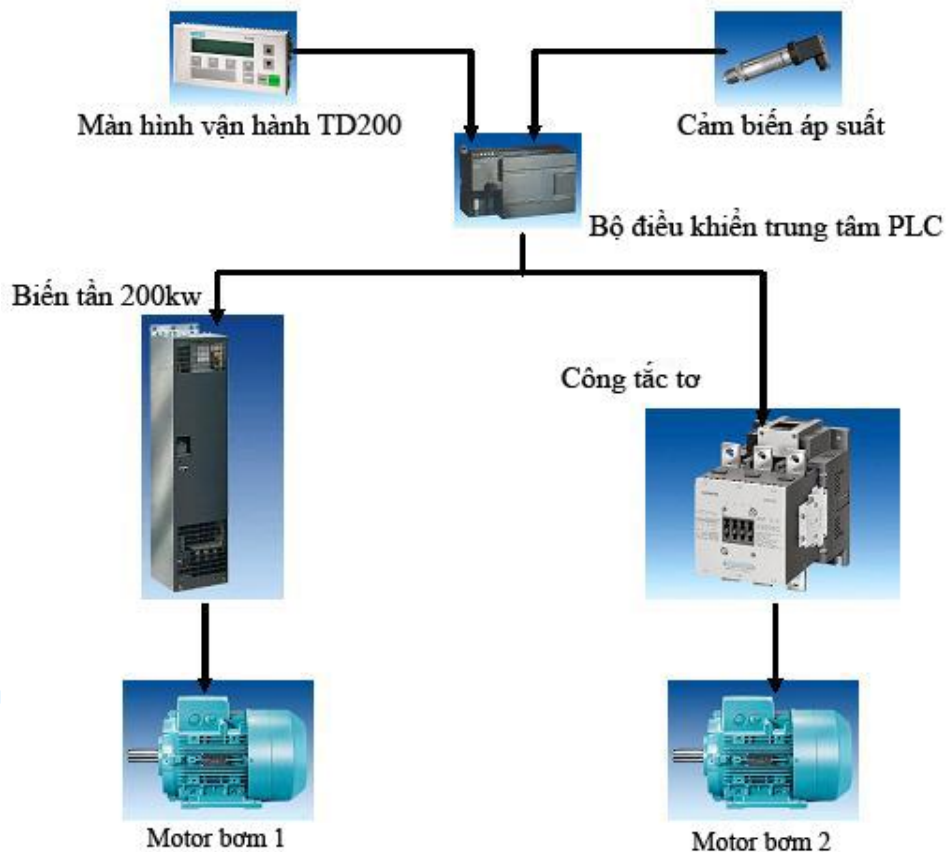 Màn hình vận hành TD200
Cảm biến áp suất
Bộ điều khiển trung tâm PLC
Biến tần 200kw
Công tắc tơ
Motor bơm 1
Motor bơm 2